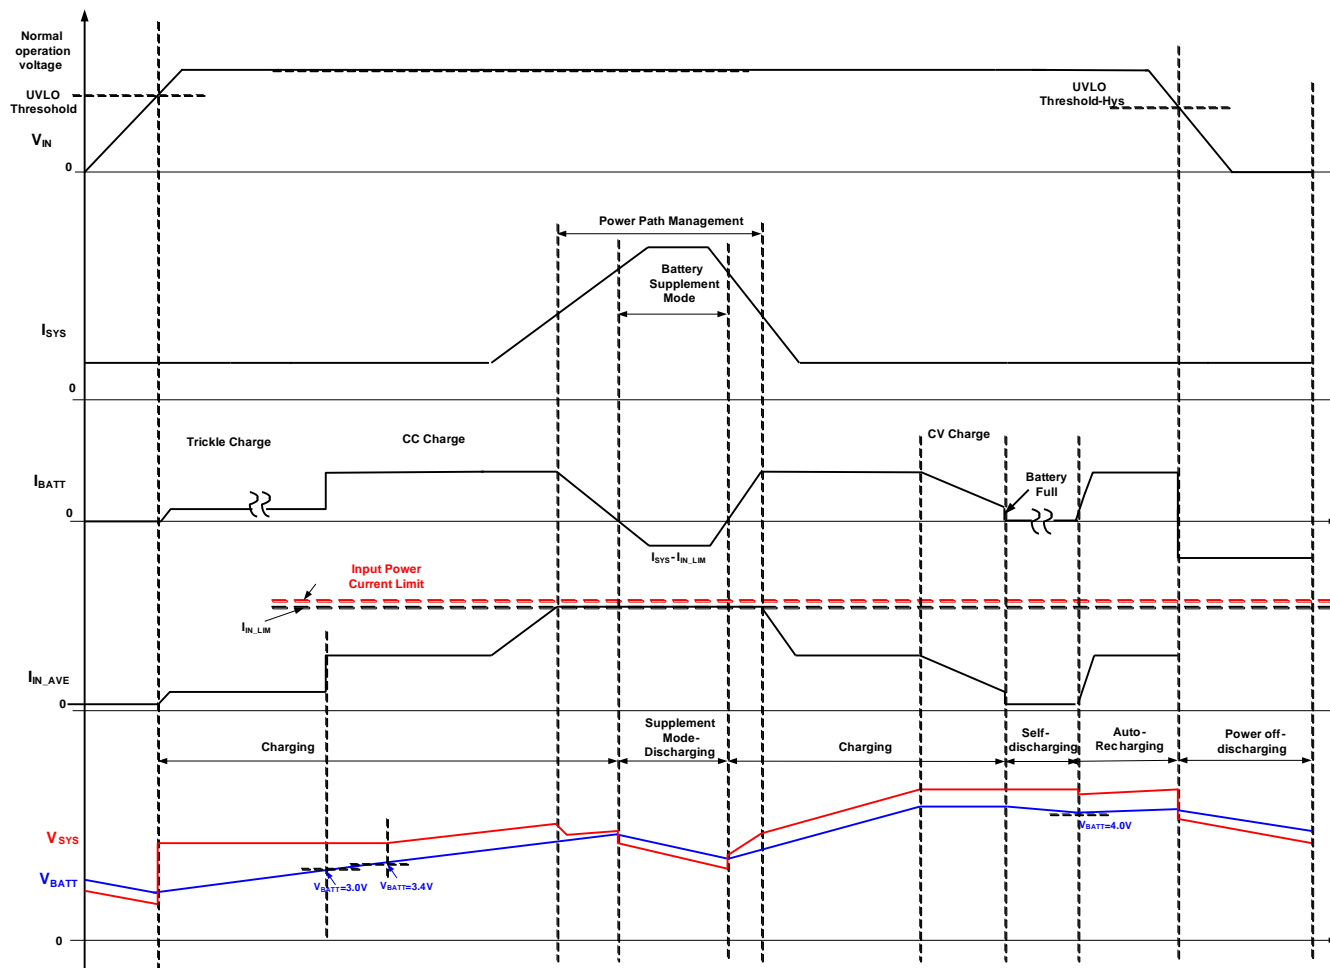 Normal
operation
voltage
UVLO
Thresohold
VIN
0
UVLO
Threshold-Hys
Power Path Management
Battery
Supplement
Mode
ISYS
0
Trickle Charge
CC Charge
CV Charge
Battery
Full
IBATT
0
ISYS-IIN_LIM
Input Power
Current Limit
IIN_LIM
IIN_AVE
0
Charging
Supplement
Mode-
Discharging
Charging
Self-
discharging
Auto-
Recharging
Power off-
discharging
VSYS
VBATT
VBATT=3.0V
VBATT=3.4V
VBATT=4.0V
0